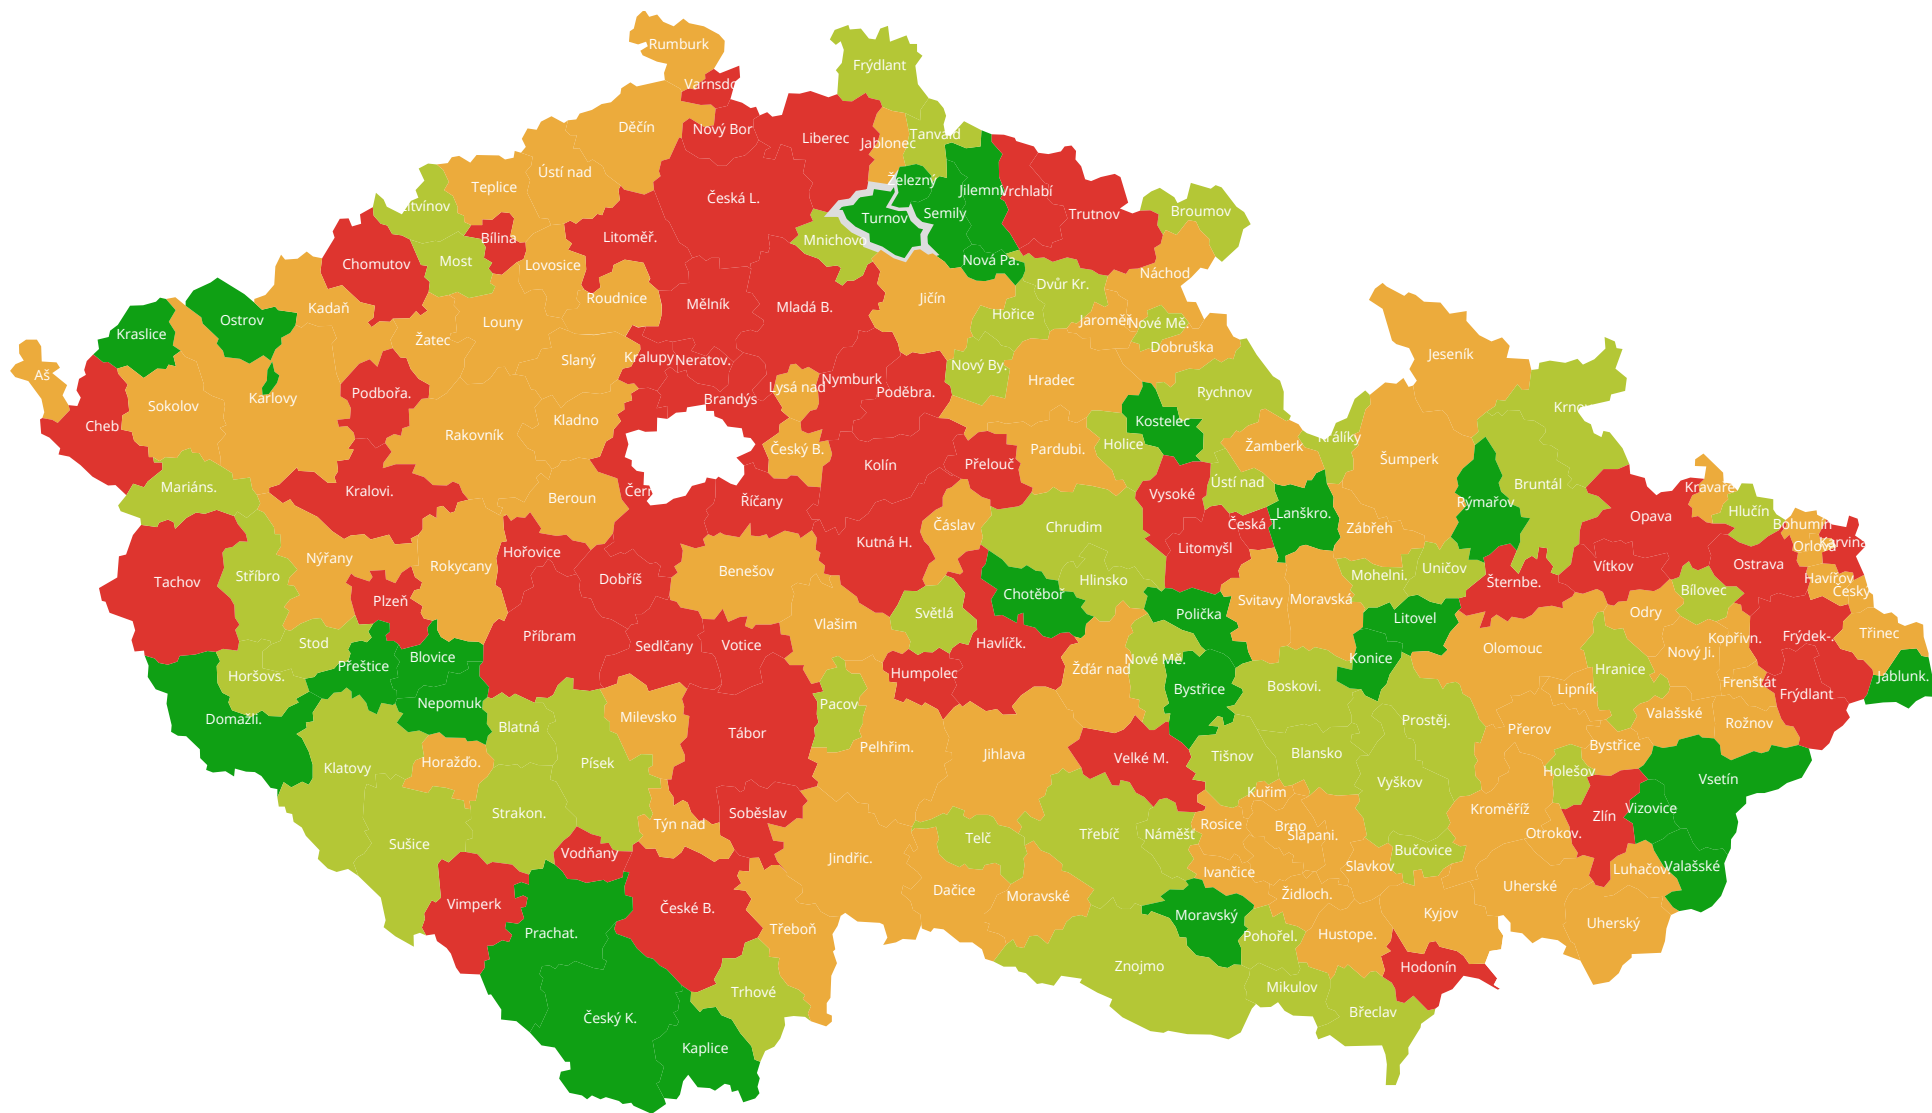 Rumburk
Frýdlant
Varnsdo
Děčín
Nový Bor
Liberec
Jablonec
Tanvald
Ústí nad
Teplice
Železný
Jilemni
Vrchlabí
Česká L.
Turnov
Semily
Trutnov
Broumov
Litvínov
Bílina
Litoměř.
Mnichovo
Chomutov
Most
Lovosice
Nová Pa.
Náchod
Dvůr Kr.
Roudnice
Jičín
Kadaň
Mělník
Mladá B.
Hořice
Ostrov
Louny
Jaroměř
Nové Mě.
Kraslice
Žatec
Dobruška
Jeseník
Slaný
Kralupy
Neratov.
Nový By.
Aš
Nymburk
Hradec
Lysá nad
Podbořa.
Poděbra.
Rychnov
Karlovy
Brandýs
Sokolov
Krnov
Kladno
Kostelec
Cheb
Rakovník
Holice
Králíky
Žamberk
Český B.
Pardubi.
Šumperk
Kolín
Přelouč
Mariáns.
Kralovi.
Čern
Ústí nad
Bruntál
Kravaře
Beroun
Říčany
Vysoké
Rýmařov
Hlučín
Lanškro.
Opava
Čáslav
Chrudim
Česká T.
Zábřeh
Bohumín
Kutná H.
Karviná
Litomyšl
Orlová
Hořovice
Nýřany
Rokycany
Benešov
Uničov
Vítkov
Ostrava
Stříbro
Tachov
Dobříš
Hlinsko
Mohelni.
Šternbe.
Havířov
Chotěbor
Bílovec
Český
Plzeň
Světlá
Polička
Svitavy
Moravská
Litovel
Odry
Vlašim
Příbram
Frýdek-.
Třinec
Stod
Sedlčany
Votice
Havlíčk.
Kopřivn.
Olomouc
Nový Ji.
Blovice
Přeštice
Nové Mě.
Konice
Žďár nad
Hranice
Horšovs.
Humpolec
Jablunk.
Frenštát
Bystřice
Boskovi.
Lipník
Frýdlant
Nepomuk
Pacov
Domažli.
Milevsko
Valašské
Prostěj.
Rožnov
Blatná
Tábor
Přerov
Pelhřim.
Bystřice
Jihlava
Blansko
Horažďo.
Písek
Velké M.
Tišnov
Klatovy
Holešov
Vsetín
Vyškov
Kuřim
Strakon.
Soběslav
Kroměříž
Vizovice
Zlín
Týn nad
Rosice
Brno
Třebíč
Náměšť
Otrokov.
Šlapani.
Telč
Sušice
Bučovice
Vodňany
Jindřic.
Slavkov
Valašské
Luhačov.
Ivančice
Uherské
Dačice
Židloch.
Moravské
Vimperk
České B.
Kyjov
Moravský
Uherský
Třeboň
Prachat.
Hustope.
Pohořel.
Znojmo
Hodonín
Mikulov
Trhové
Břeclav
Český K.
Kaplice